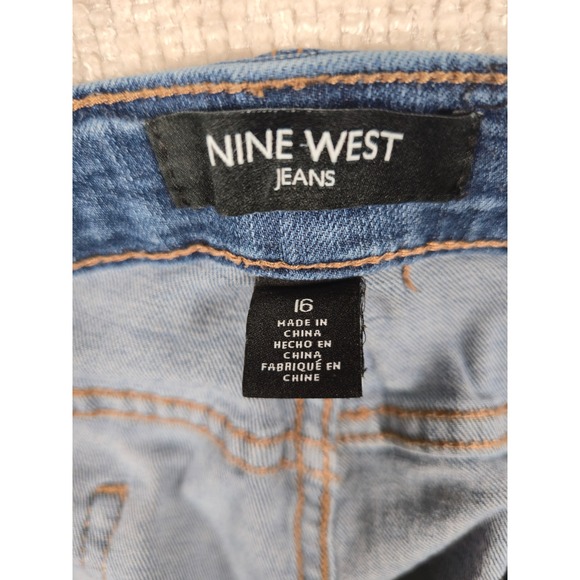 NINE WEST
JEANS
16
MADE IN
CHINA
HECHO EN
CHINA
FABRIQUÉ EN
CHINE